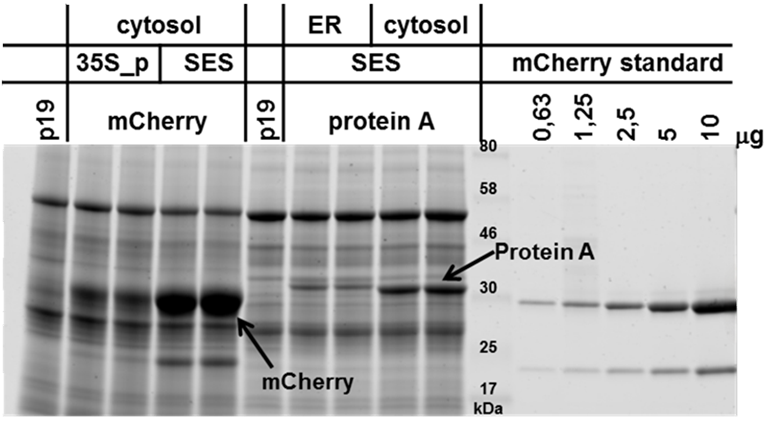 cytosol ER cytosol
35S_p SES SES mCherry standard
p19 mCherry p19 protein A 0,63 1,25 2,5 5 10 μg
80
58
46
Protein A
30
25
mCherry
17
kDa